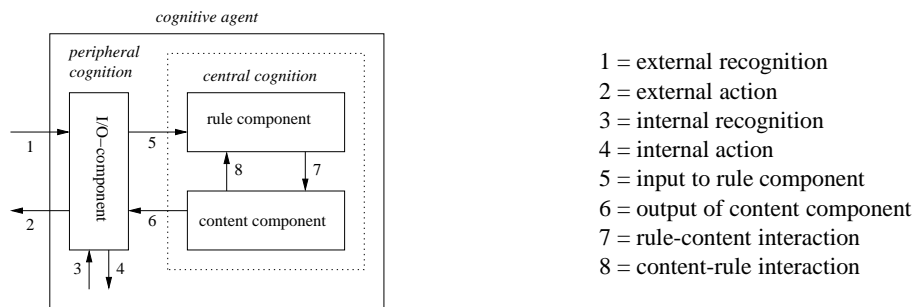 cognitive agent
peripheral
cognition
central cognition
I/O−component
rule component
content component
1
2
3
4
5
6
7
8
1 = external recognition
2 = external action
3 = internal recognition
4 = internal action
5 = input to rule component
6 = output of content component
7 = rule-content interaction
8 = content-rule interaction